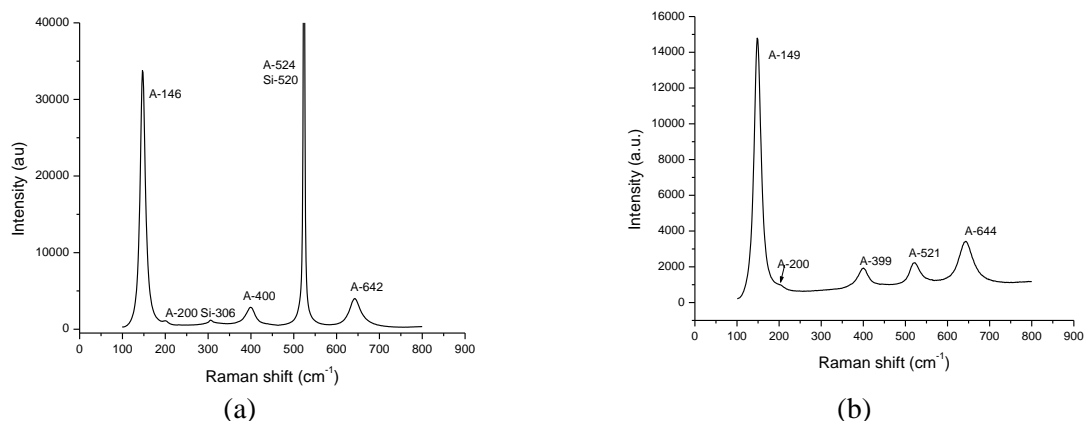 40000
30000
20000
10000
0
Intensity (au)
A-146
A-200 Si-306
A-400
A-524
Si-520
A-642
0 100 200 300 400 500 600 700 800 900
Raman shift (cm⁻¹)
(a)
16000
14000
12000
10000
8000
6000
4000
2000
0
Intensity (a.u.)
A-149
A-200
A-399
A-521
A-644
0 100 200 300 400 500 600 700 800 900
Raman shift (cm⁻¹)
(b)